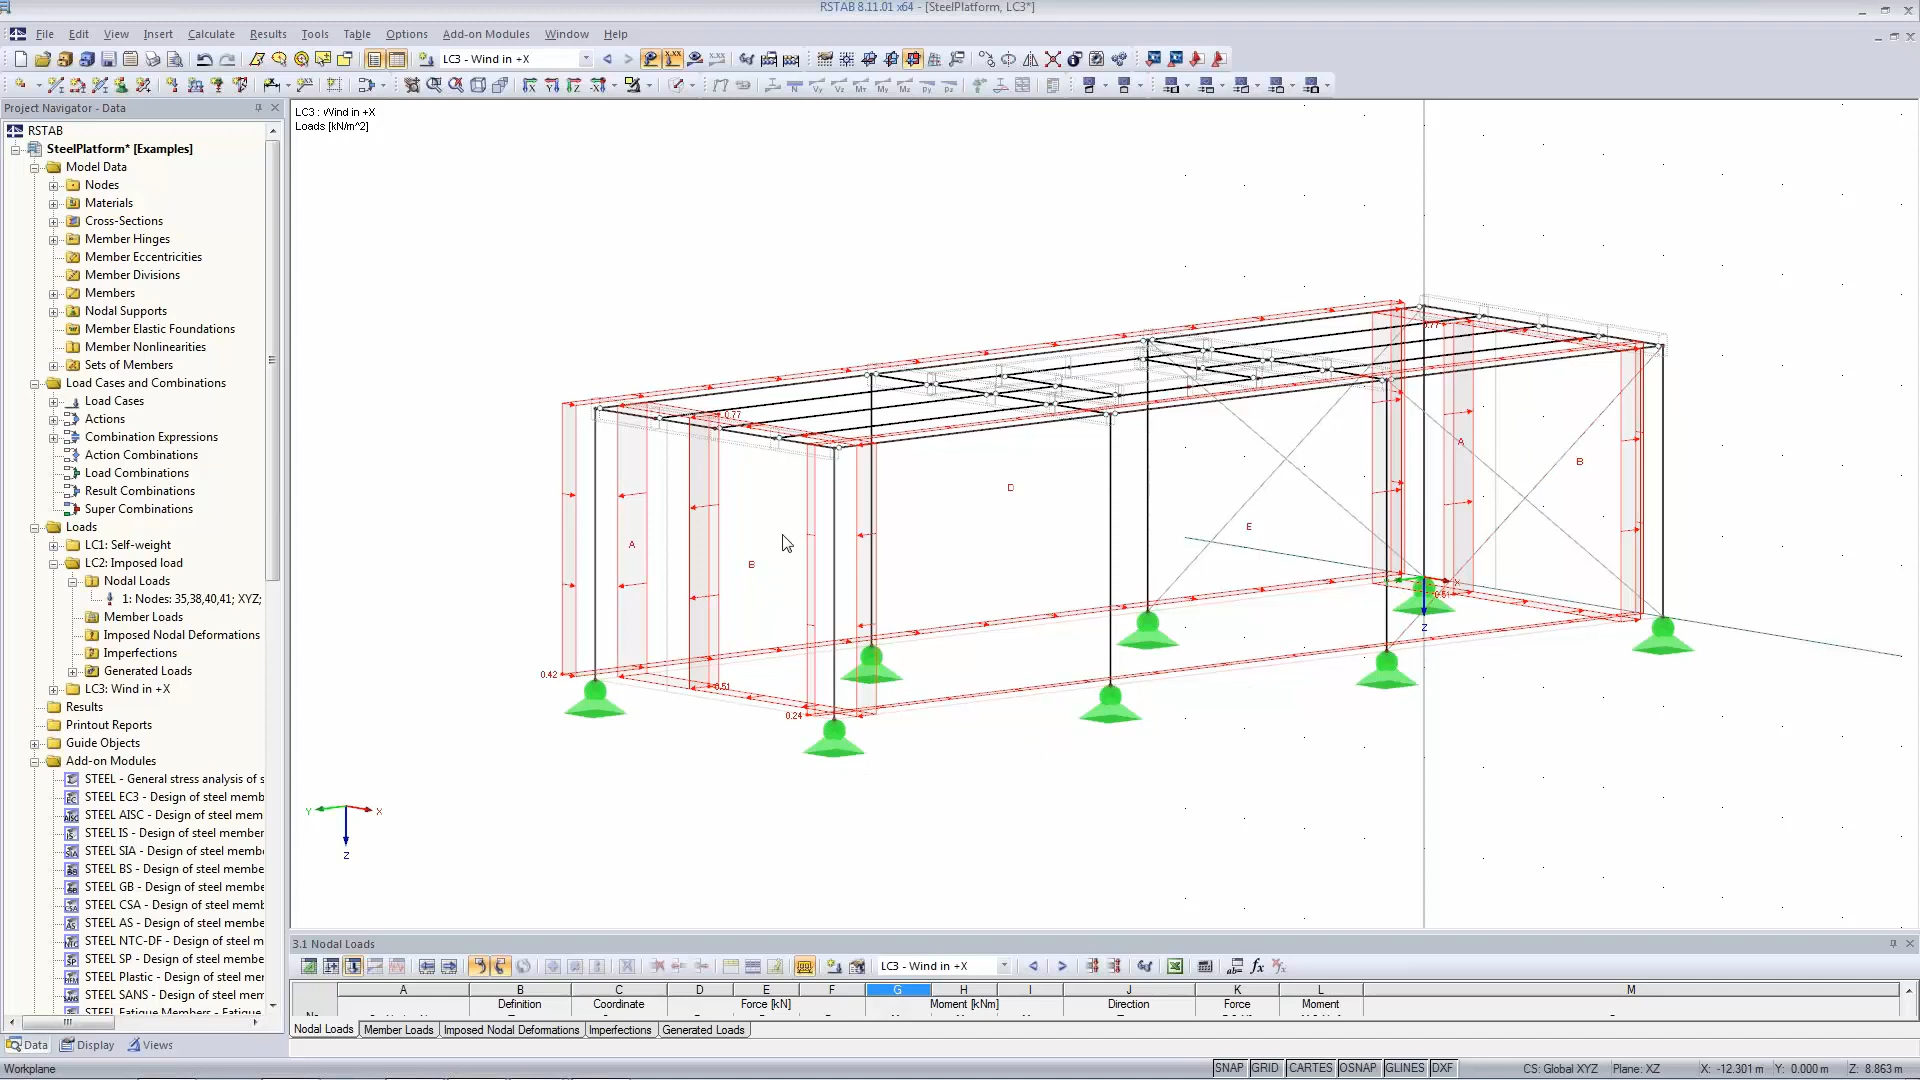 RSTAB 8.11.01 x64 - [SteelPlatform, LC3*]
File Edit View Insert Calculate Results Tools Table Options Add-on Modules Window Help
LC3 - Wind in +X
Project Navigator - Data
RSTAB
SteelPlatform* [Examples]
Model Data
Nodes
Materials
Cross-Sections
Member Hinges
Member Eccentricities
Member Divisions
Members
Nodal Supports
Member Elastic Foundations
Member Nonlinearities
Sets of Members
Load Cases and Combinations
Load Cases
Actions
Combination Expressions
Action Combinations
Load Combinations
Result Combinations
Super Combinations
Loads
LC1: Self-weight
LC2: Imposed load
Nodal Loads
1: Nodes: 35,38,40,41; XYZ;
Member Loads
Imposed Nodal Deformations
Imperfections
Generated Loads
LC3: Wind in +X
Results
Printout Reports
Guide Objects
Add-on Modules
STEEL - General stress analysis of s
STEEL EC3 - Design of steel memb
STEEL AISC - Design of steel mem
STEEL IS - Design of steel member
STEEL SIA - Design of steel membe
STEEL BS - Design of steel membe
STEEL GB - Design of steel membe
STEEL CSA - Design of steel membe
STEEL AS - Design of steel membe
STEEL NTC-DF - Design of steel m
STEEL SP - Design of steel membe
STEEL Plastic - Design of steel mer
STEEL SANS - Design of steel mem
STEEL Fatigue Members - Fatigue
Data Display Views
LC3 : Wind in +X
Loads [kN/m^2]
0.77
0.77
A
D
B
A
E
B
0.51
X
Z
0.42
0.51
0.24
Y X
Z
3.1 Nodal Loads
LC3 - Wind in +X
A B C D E F G H I J K L M
Definition Coordinate Force [kN] Moment [kNm] Direction Force Moment
Nodal Loads Member Loads Imposed Nodal Deformations Imperfections Generated Loads
Workplane
SNAP GRID CARTES OSNAP GLINES DXF
CS: Global XYZ Plane: XZ X: -12.301 m Y: 0.000 m Z: 8.863 m